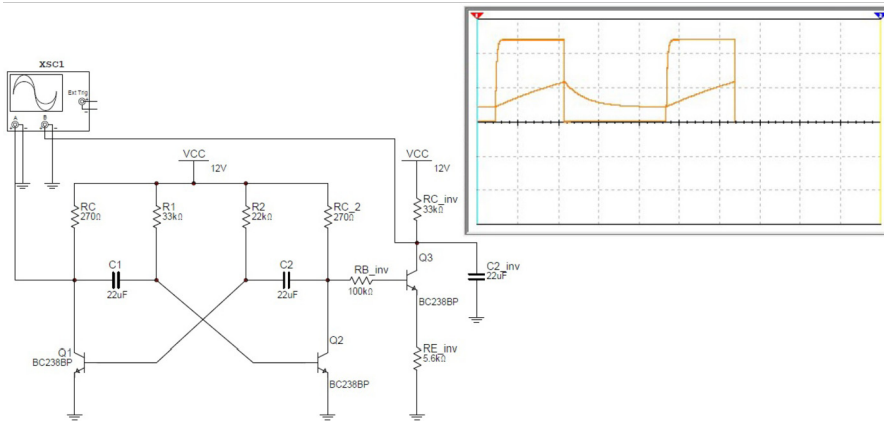 XSC1
Ext Trig
A
B
VCC
12V
VCC
12V
RC
270Ω
R1
33kΩ
R2
22kΩ
RC_2
270Ω
RC_inv
33kΩ
C1
22uF
C2
22uF
RB_inv
100kΩ
Q3
BC238BP
C2_inv
22uF
Q1
BC238BP
Q2
BC238BP
RE_inv
5.6kΩ